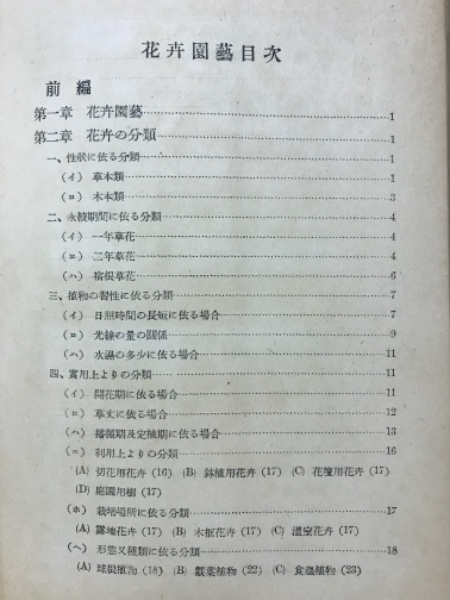 花卉園藝目次
前編
第一章 花卉園藝 1
第二章 花卉の分類 1
一、性狀に依る分類 1
(イ) 草本類 1
(ロ) 木本類 3
二、永續期間に依る分類 4
(イ) 一年草花 4
(ロ) 二年草花 4
(ハ) 宿根草花 6
三、植物の習性に依る分類 7
(イ) 日照時間の長短に依る場合 7
(ロ) 光線の量の關係 9
(ハ) 水濕の多少に依る場合 11
四、實用上よりの分類 11
(イ) 開花期に依る場合 11
(ロ) 草丈に依る場合 12
(ハ) 播種期及定植期に依る場合 13
(ニ) 利用上よりの分類 16
(A) 切花用花卉 (16) (B) 鉢植用花卉 (17) (C) 花壇用花卉 (17)
(D) 庭園用樹 (17)
(ホ) 栽培場所に依る分類 17
(A) 露地花卉 (17) (B) 木框花卉 (17) (C) 溫室花卉 (17)
(ヘ) 形態又種類に依る分類 18
(A) 球根植物 (18) (B) 觀葉植物 (22) (C) 食蟲植物 (23)